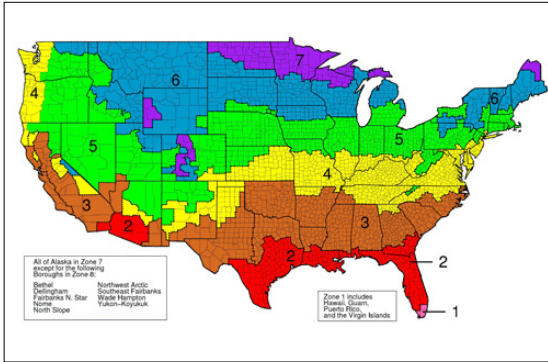 7
6
6
4
5
5
4
3
3
2
2
2
1
All of Alaska in Zone 7
except for the following
Boroughs in Zone 8:
Bethel Northwest Arctic
Dellingham Southeast Fairbanks
Fairbanks N. Star Wade Hampton
Nome Yukon-Koyukuk
North Slope
Zone 1 includes
Hawaii, Guam,
Puerto Rico,
and the Virgin Islands